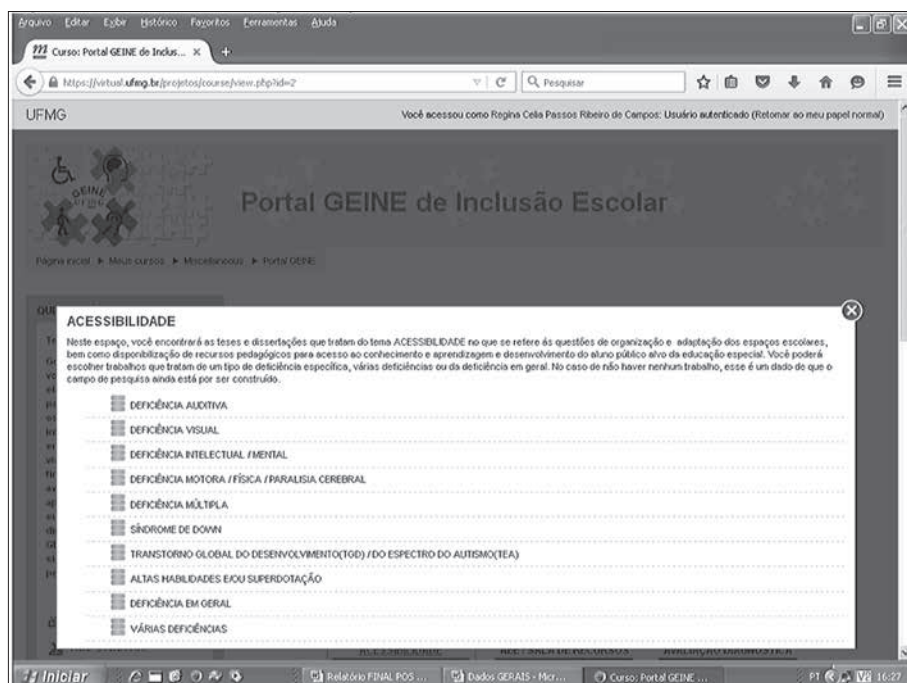 Arquivo Editar Exibir Histórico Favoritos Ferramentas Ajuda
Curso: Portal GEINE de Inclus... × +
https://virtual.ufmg.br/projetos/course/view.php?id=2
Pesquisar
UFMG
Você acessou como Regina Celia Passos Ribeiro de Campos: Usuário autenticado (Retornar ao meu papel normal)
GEINE
UFMG
Portal GEINE de Inclusão Escolar
Página inicial ► Meus cursos ► Miscellaneous ► Portal GEINE
ACESSIBILIDADE
Neste espaço, você encontrará as teses e dissertações que tratam do tema ACESSIBILIDADE no que se refere às questões de organização e adaptação dos espaços escolares,
bem como disponibilização de recursos pedagógicos para acesso ao conhecimento e aprendizagem e desenvolvimento do aluno público alvo da educação especial. Você poderá
escolher trabalhos que tratam de um tipo de deficiência específica, várias deficiências ou da deficiência em geral. No caso de não haver nenhum trabalho, esse é um dado de que o
campo de pesquisa ainda está por ser construído.
DEFICIÊNCIA AUDITIVA
DEFICIÊNCIA VISUAL
DEFICIÊNCIA INTELECTUAL /MENTAL
DEFICIÊNCIA MOTORA /FÍSICA /PARALISIA CEREBRAL
DEFICIÊNCIA MÚLTIPLA
SÍNDROME DE DOWN
TRANSTORNO GLOBAL DO DESENVOLVIMENTO(TGD) /DO ESPECTRO DO AUTISMO(TEA)
ALTAS HABILIDADES E/OU SUPERDOTAÇÃO
DEFICIÊNCIA EM GERAL
VÁRIAS DEFICIÊNCIAS
Iniciar
Relatório FINAL POS ...
Dados GERAIS - Micr...
Curso: Portal GEINE ...
PT
16:27